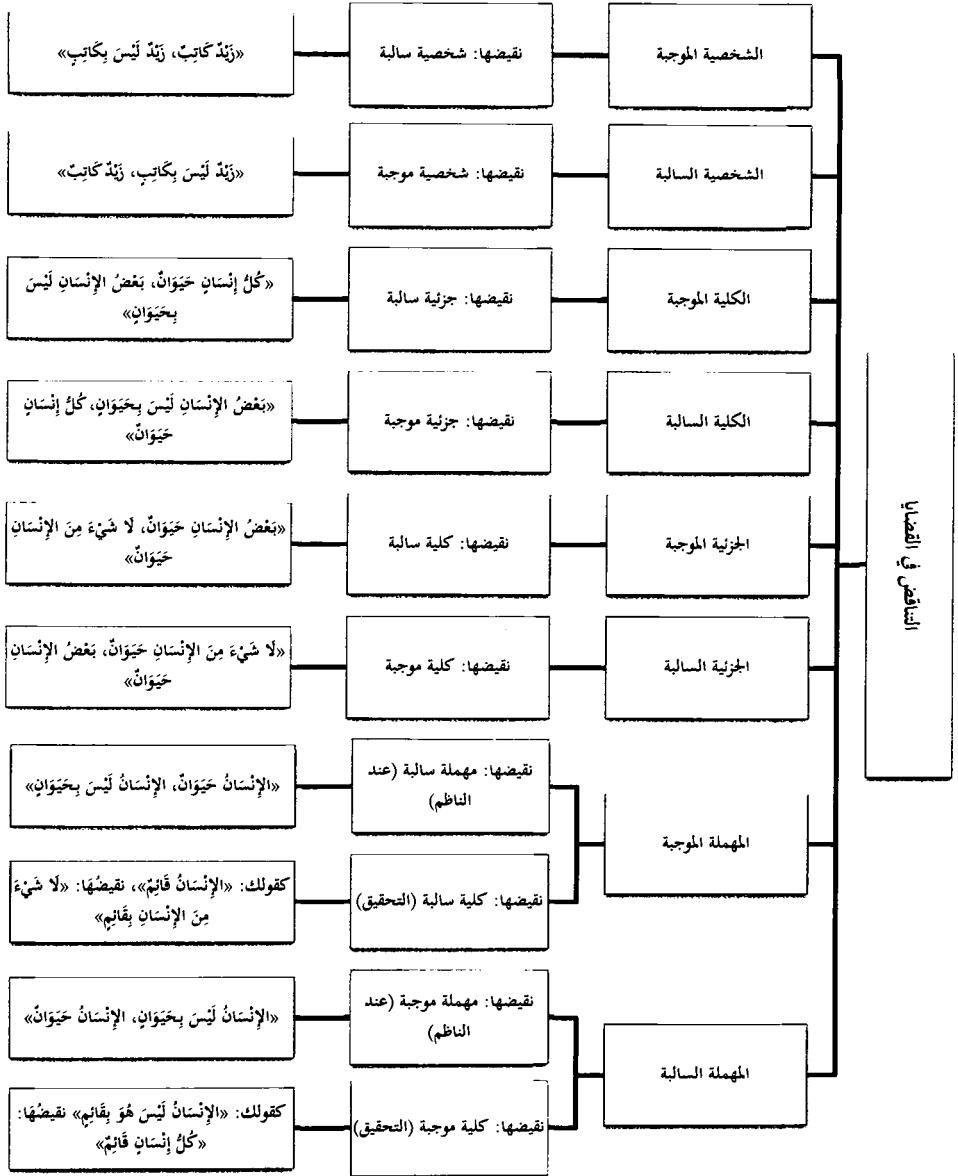 التناقض في القضايا
الشخصية الموجبة
نقيضها: شخصية سالبة
«زَيْدٌ كَاتِبٌ، زَيْدٌ لَيْسَ بِكَاتِبٍ»
الشخصية السالبة
نقيضها: شخصية موجبة
«زَيْدٌ لَيْسَ بِكَاتِبٍ، زَيْدٌ كَاتِبٌ»
الكلية الموجبة
نقيضها: جزئية سالبة
«كُلُّ إِنْسَانٍ حَيَوَانٌ، بَعْضُ الإِنْسَانِ لَيْسَ
بِحَيَوَانٍ»
الكلية السالبة
نقيضها: جزئية موجبة
«بَعْضُ الإِنْسَانِ لَيْسَ بِحَيَوَانٍ، كُلُّ إِنْسَانٍ
حَيَوَانٌ»
الجزئية الموجبة
نقيضها: كلية سالبة
«بَعْضُ الإِنْسَانِ حَيَوَانٌ، لَا شَيْءَ مِنَ الإِنْسَانِ
حَيَوَانٌ»
الجزئية السالبة
نقيضها: كلية موجبة
«لَا شَيْءَ مِنَ الإِنْسَانِ حَيَوَانٌ، بَعْضُ الإِنْسَانِ
حَيَوَانٌ»
المهملة الموجبة
نقيضها: مهملة سالبة (عند
الناظم)
«الإِنْسَانُ حَيَوَانٌ، الإِنْسَانُ لَيْسَ بِحَيَوَانٍ»
نقيضها: كلية سالبة (التحقيق)
كقولك: «الإِنْسَانُ قَائِمٌ»، نقيضُهَا: «لَا شَيْءَ
مِنَ الإِنْسَانِ بِقَائِمٍ»
المهملة السالبة
نقيضها: مهملة موجبة (عند
الناظم)
«الإِنْسَانُ لَيْسَ بِحَيَوَانٍ، الإِنْسَانُ حَيَوَانٌ»
نقيضها: كلية موجبة (التحقيق)
كقولك: «الإِنْسَانُ لَيْسَ هُوَ بِقَائِمٍ» نقيضُهَا:
«كُلُّ إِنْسَانٍ قَائِمٌ»